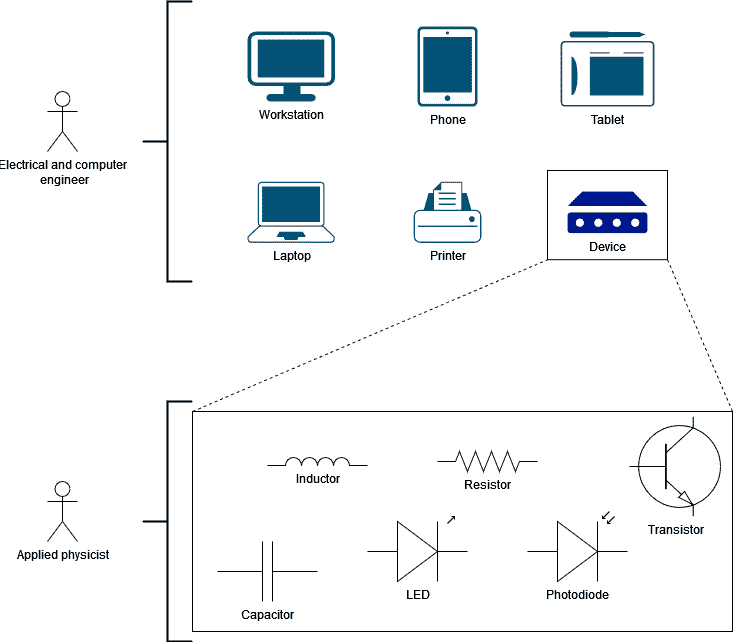 Workstation
Phone
Tablet
Electrical and computer
engineer
Laptop
Printer
Device
Inductor
Resistor
Transistor
Applied physicist
Capacitor
LED
Photodiode